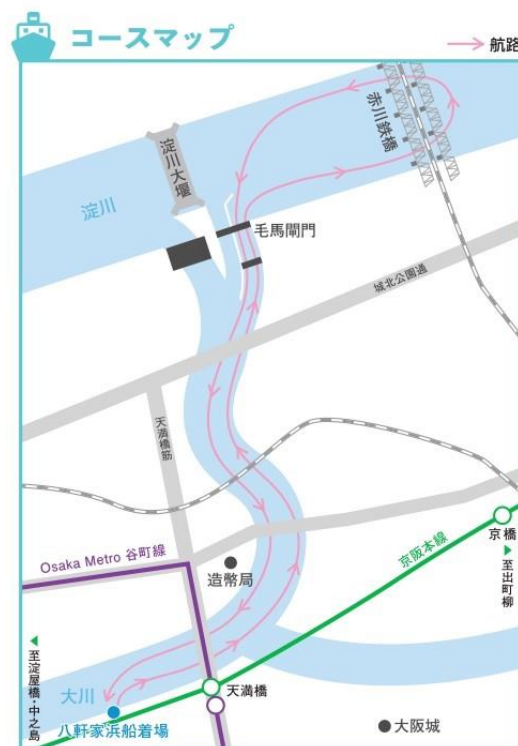 コースマップ
航路
赤川鉄橋
淀川大堰
淀川
毛馬閘門
城北公園通
天満橋筋
京橋
京阪本線
至出町柳
Osaka Metro 谷町線
造幣局
至淀屋橋・中之島
大川
天満橋
八軒家浜船着場
大阪城